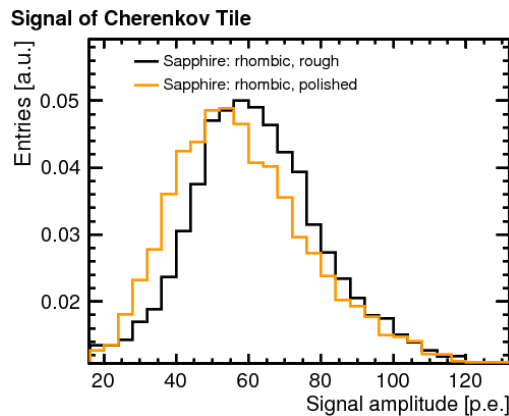 Signal of Cherenkov Tile
Entries [a.u.]
Sapphire: rhombic, rough
Sapphire: rhombic, polished
0.05
0.04
0.03
0.02
20 40 60 80 100 120
Signal amplitude [p.e.]